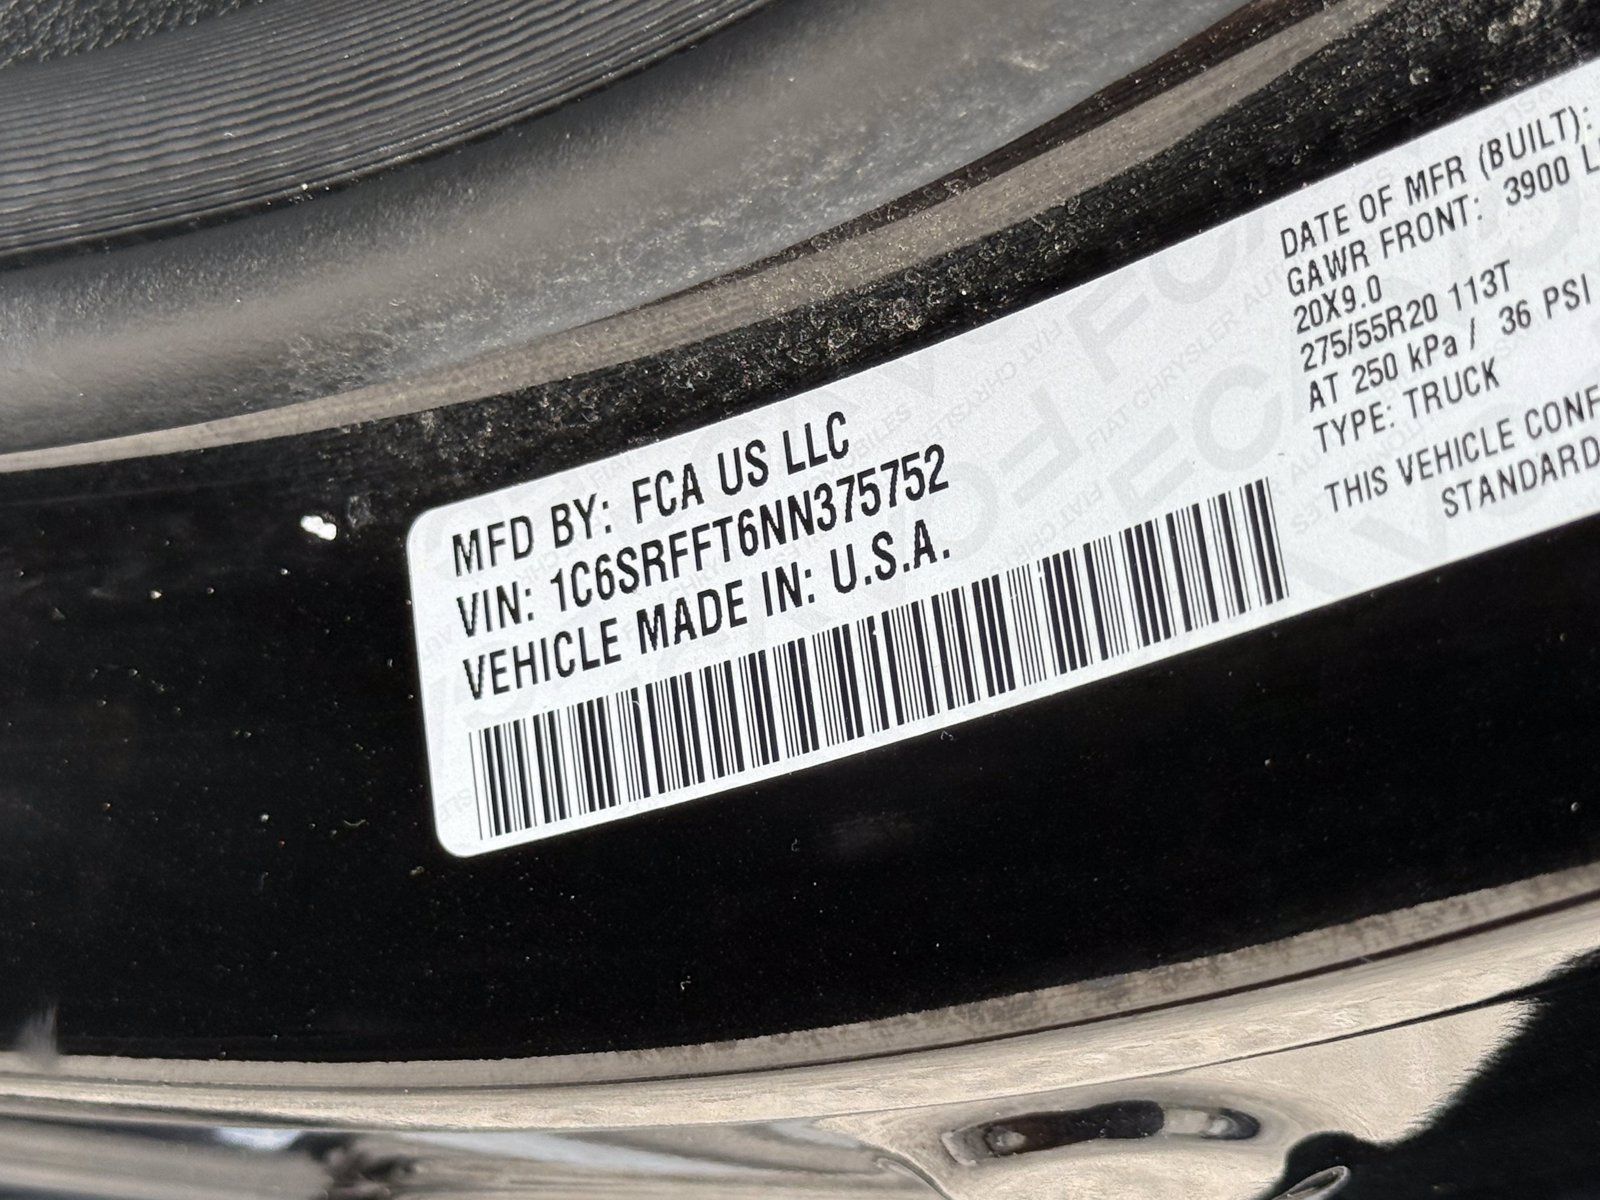 MFD BY: FCA US LLC
VIN: 1C6SRFFT6NN375752
VEHICLE MADE IN: U.S.A.
DATE OF MFR (BUILT):
GAWR FRONT: 3900
20X9.0
275/55R20 113T
AT 250 kPa / 36 PSI
TYPE: TRUCK
THIS VEHICLE
STANDARD